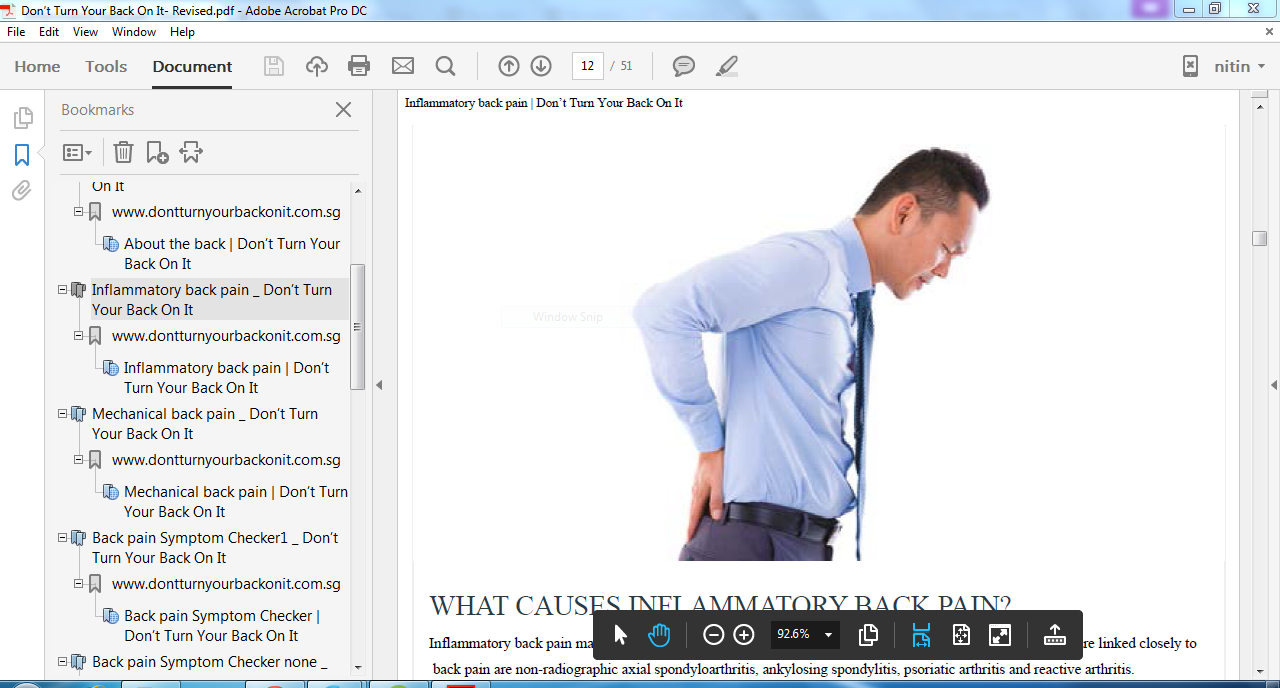 Don't Turn Your Back On It- Revised.pdf - Adobe Acrobat Pro DC
File Edit View Window Help
Home Tools Document 12 / 51 nitin
Bookmarks
On It
www.dontturnyourbackonit.com.sg
About the back | Don't Turn Your
Back On It
Inflammatory back pain _ Don't Turn
Your Back On It
www.dontturnyourbackonit.com.sg
Inflammatory back pain | Don't
Turn Your Back On It
Mechanical back pain _ Don't Turn
Your Back On It
www.dontturnyourbackonit.com.sg
Mechanical back pain | Don't Turn
Your Back On It
Back pain Symptom Checker1 _ Don't
Turn Your Back On It
www.dontturnyourbackonit.com.sg
Back pain Symptom Checker |
Don't Turn Your Back On It
Back pain Symptom Checker none _
Inflammatory back pain | Don't Turn Your Back On It
Window Snip
WHAT CAUSES INFLAMMATORY BACK PAIN?
92.6%
Inflammatory back pain linked closely to
back pain are non-radiographic axial spondyloarthritis, ankylosing spondylitis, psoriatic arthritis and reactive arthritis.